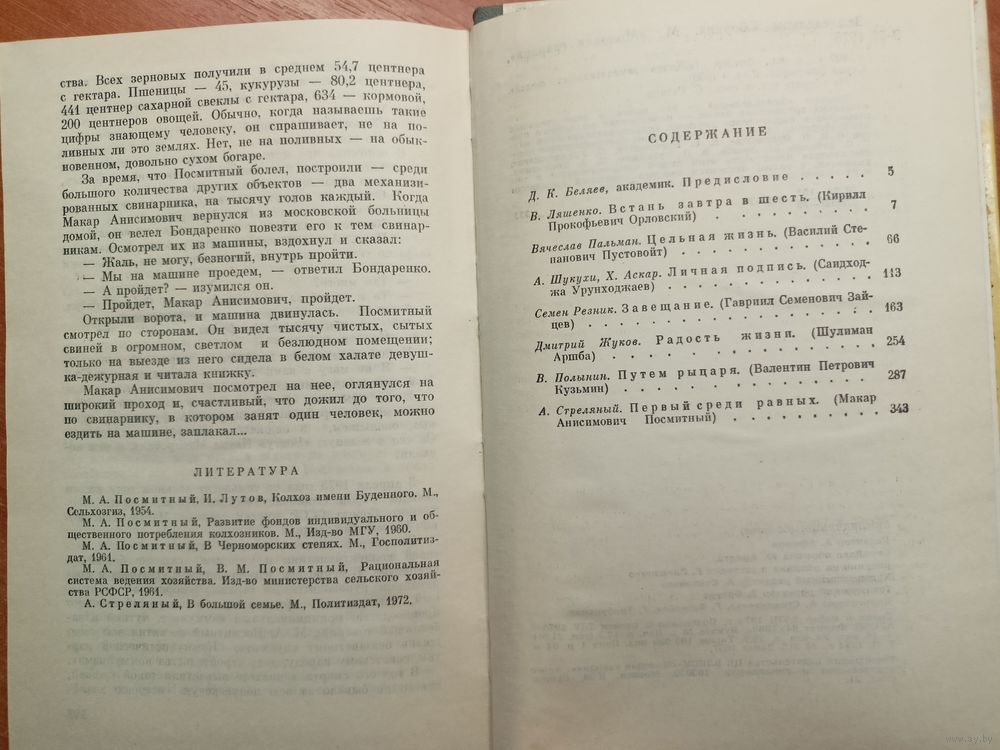 ства. Всех зерновых получили в среднем 54,7 центнера
с гектара. Пшеницы — 45, кукурузы — 80,2 центнера,
441 центнер сахарной свеклы с гектара, 634 — кормовой,
200 центнеров овощей. Обычно, когда называешь такие
цифры знающему человеку, он спрашивает, не на по-
ливных ли это землях. Нет, не на поливных — на обык-
новенном, довольно сухом богаре.
За время, что Посмитный болел, построили — среди
большого количества других объектов — два механизи-
рованных свинарника, на тысячу голов каждый. Когда
Макар Анисимович вернулся из московской больницы
домой, он велел Бондаренко повезти его к тем свинар-
никам. Осмотрел их из машины, вздохнул и сказал:
— Жаль, не могу, безногий, внутрь пройти.
— Мы на машине проедем, — ответил Бондаренко.
— А пройдет? — изумился он.
— Пройдет, Макар Анисимович, пройдет.
Открыли ворота, и машина двинулась. Посмитный
смотрел по сторонам. Он видел тысячу чистых, сытых
свиней в огромном, светлом и безлюдном помещении;
только на выезде из него сидела в белом халате девуш-
ка-дежурная и читала книжку.
Макар Анисимович посмотрел на нее, оглянулся на
широкий проход и, счастливый, что дожил до того, что
по свинарнику, в котором занят один человек, можно
ездить на машине, заплакал...
ЛИТЕРАТУРА
М. А. Посмитный, И. Лутов, Колхоз имени Буденного. М.,
Сельхозгиз, 1954.
М. А. Посмитный, Развитие фондов индивидуального и об-
щественного потребления колхозников. М., Изд-во МГУ, 1960.
М. А. Посмитный, В Черноморских степях. М., Госполитиз-
дат, 1961.
М. А. Посмитный, В. М. Посмитный, Рациональная
система ведения хозяйства. Изд-во министерства сельского хозяй-
ства РСФСР, 1961.
А. Стреляный, В большой семье. М., Политиздат, 1972.
СОДЕРЖАНИЕ
Д. К. Беляев, академик. Предисловие . . . . . 5
В. Ляшенко. Встань завтра в шесть. (Кирилл
Прокофьевич Орловский) . . . . . . . . 7
Вячеслав Пальман. Цельная жизнь. (Василий Сте-
панович Пустовойт) . . . . . . . . . 66
А. Шукухи, Х. Аскар. Личная подпись. (Саидход-
жа Урунходжаев) . . . . . . . . . . 113
Семен Резник. Завещание. (Гавриил Семенович Зай-
цев) . . . . . . . . . . . . . 163
Дмитрий Жуков. Радость жизни. (Шулиман
Аршба) . . . . . . . . . . . . 254
В. Полынин. Путем рыцаря. (Валентин Петрович
Кузьмин) . . . . . . . . . . . 287
А. Стреляный. Первый среди равных. (Макар
Анисимович Посмитный) . . . . . . . 343
www.ay.by